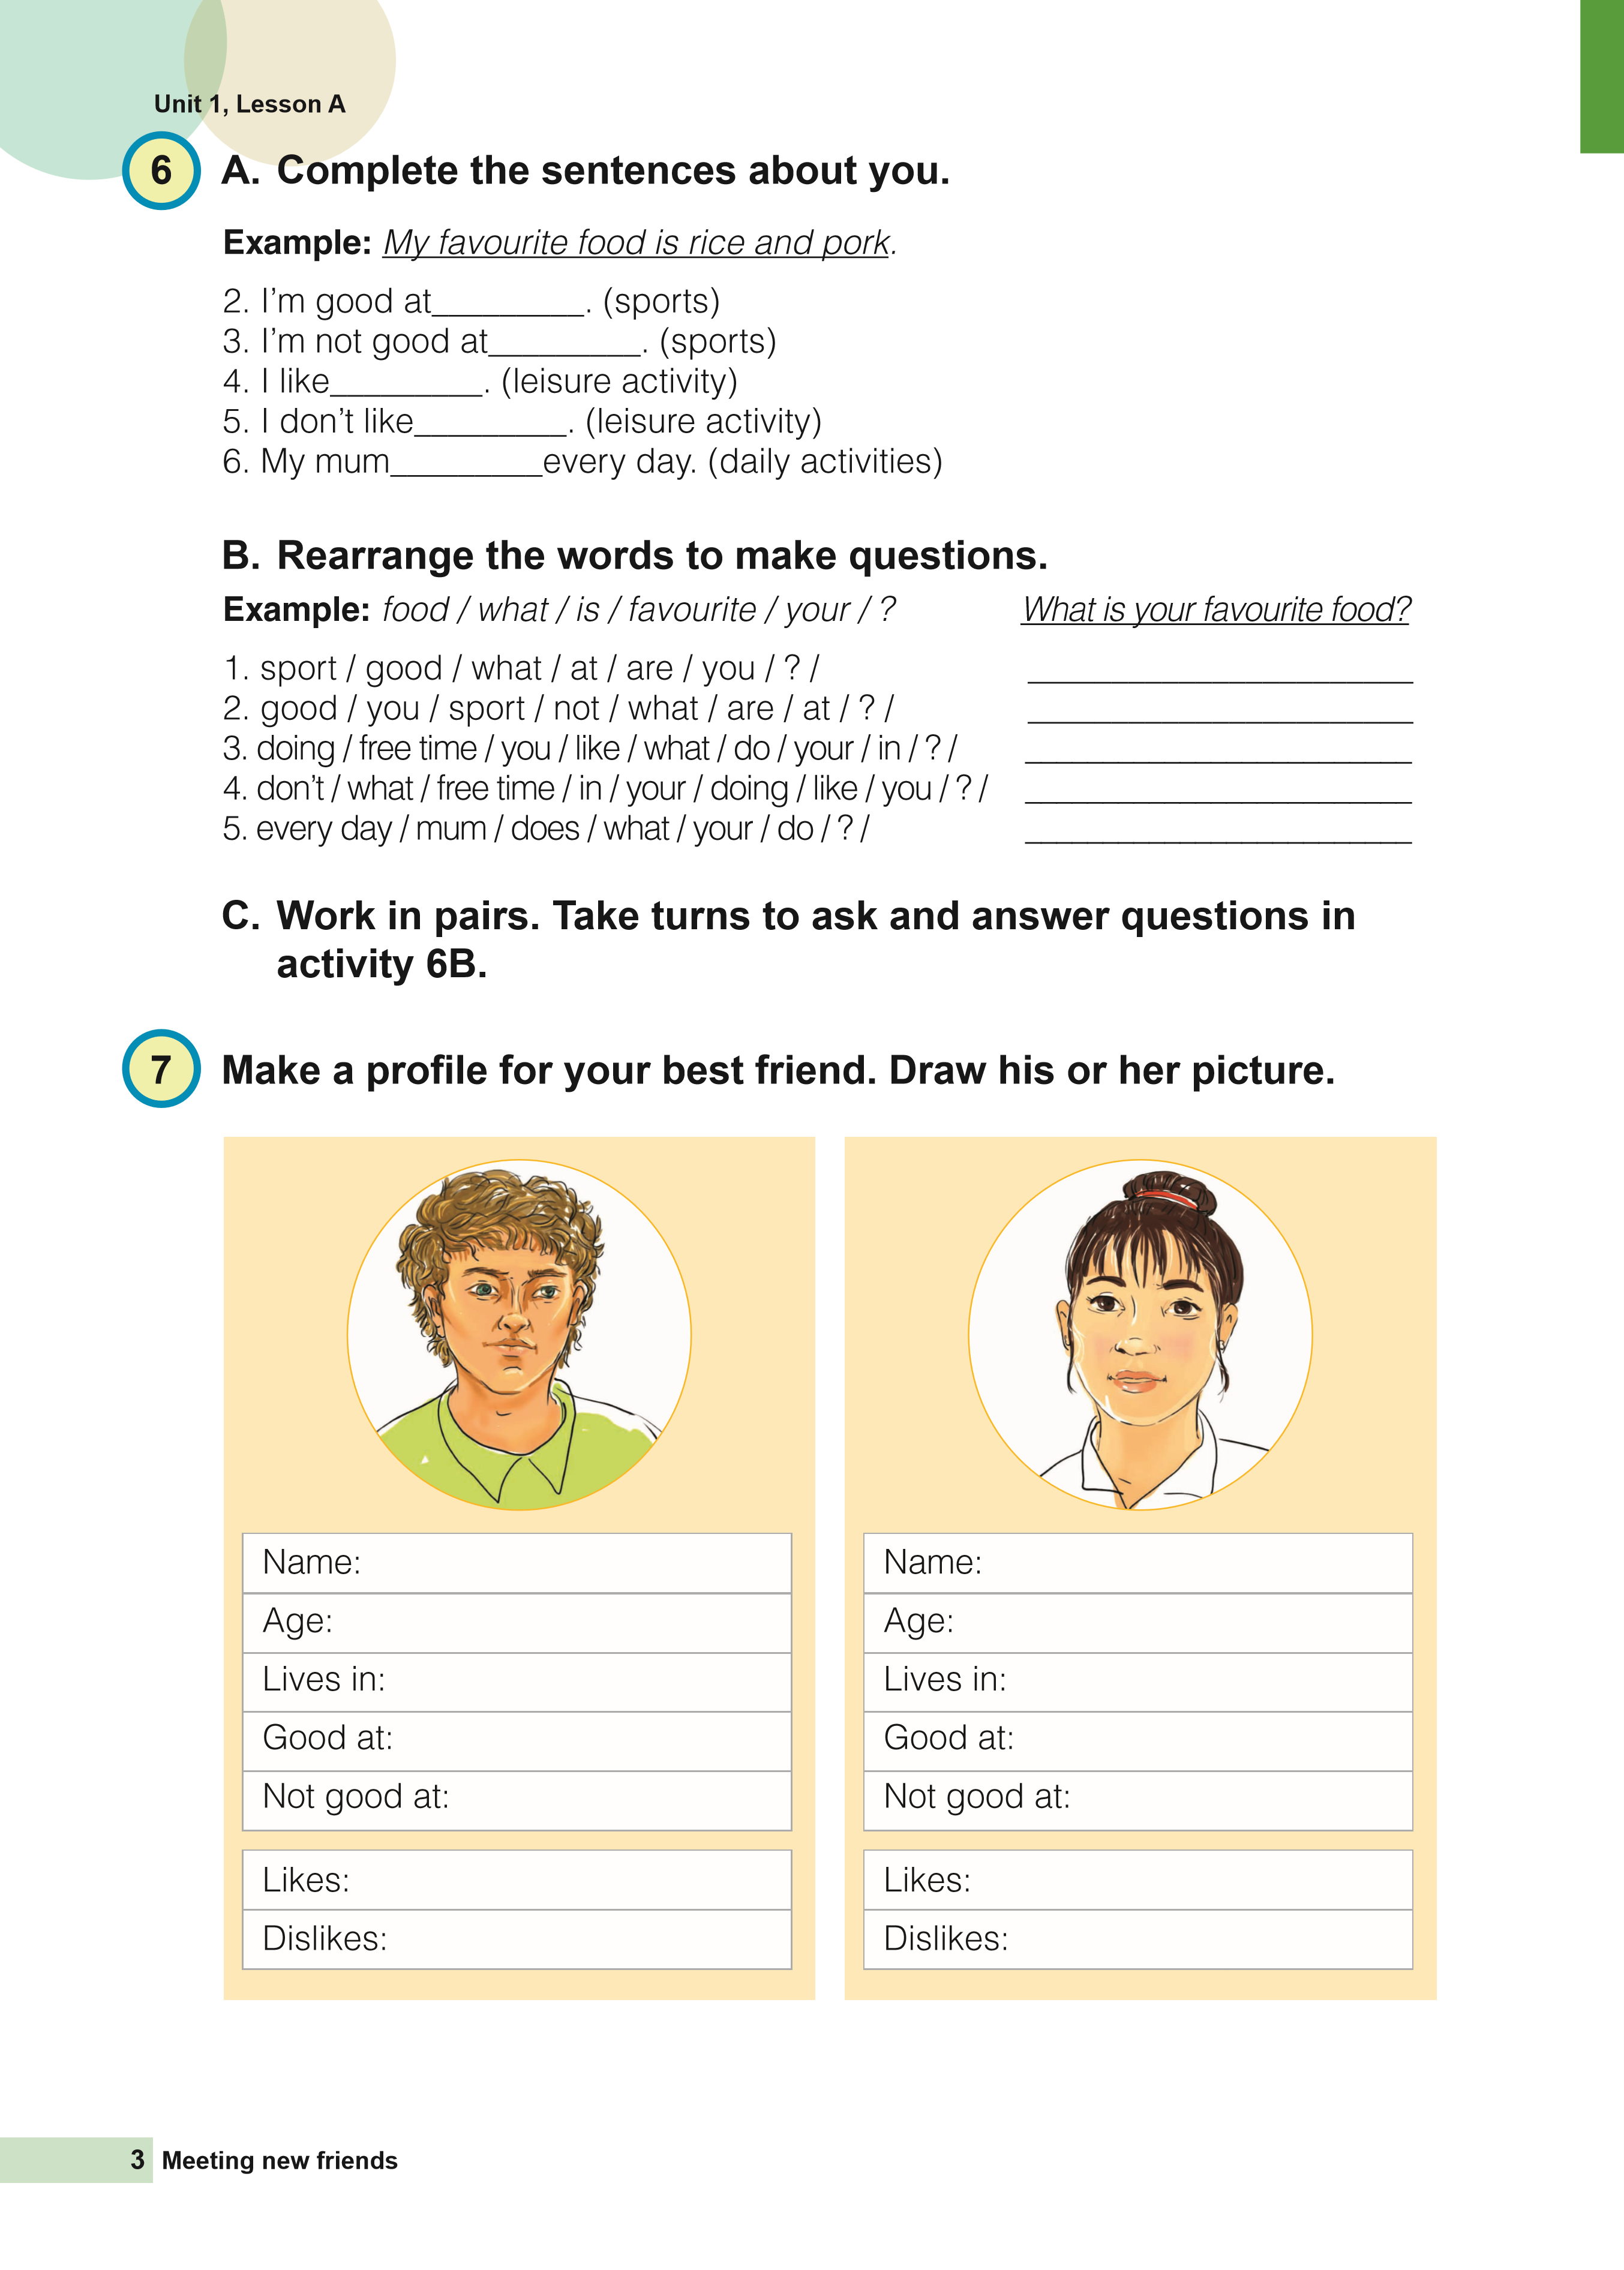 Unit 1, Lesson A
6 A. Complete the sentences about you.
Example: My favourite food is rice and pork.
2. I'm good at_________. (sports)
3. I'm not good at_________. (sports)
4. I like_________. (leisure activity)
5. I don't like_________. (leisure activity)
6. My mum_________every day. (daily activities)
B. Rearrange the words to make questions.
Example: food / what / is / favourite / your / ? What is your favourite food?
1. sport / good / what / at / are / you / ? / ____________________
2. good / you / sport / not / what / are / at / ? / ____________________
3. doing / free time / you / like / what / do / your / in / ? / ____________________
4. don't / what / free time / in / your / doing / like / you / ? / ____________________
5. every day / mum / does / what / your / do / ? / ____________________
C. Work in pairs. Take turns to ask and answer questions in
activity 6B.
7 Make a profile for your best friend. Draw his or her picture.
Name:
Age:
Lives in:
Good at:
Not good at:
Likes:
Dislikes:
Name:
Age:
Lives in:
Good at:
Not good at:
Likes:
Dislikes:
3 Meeting new friends